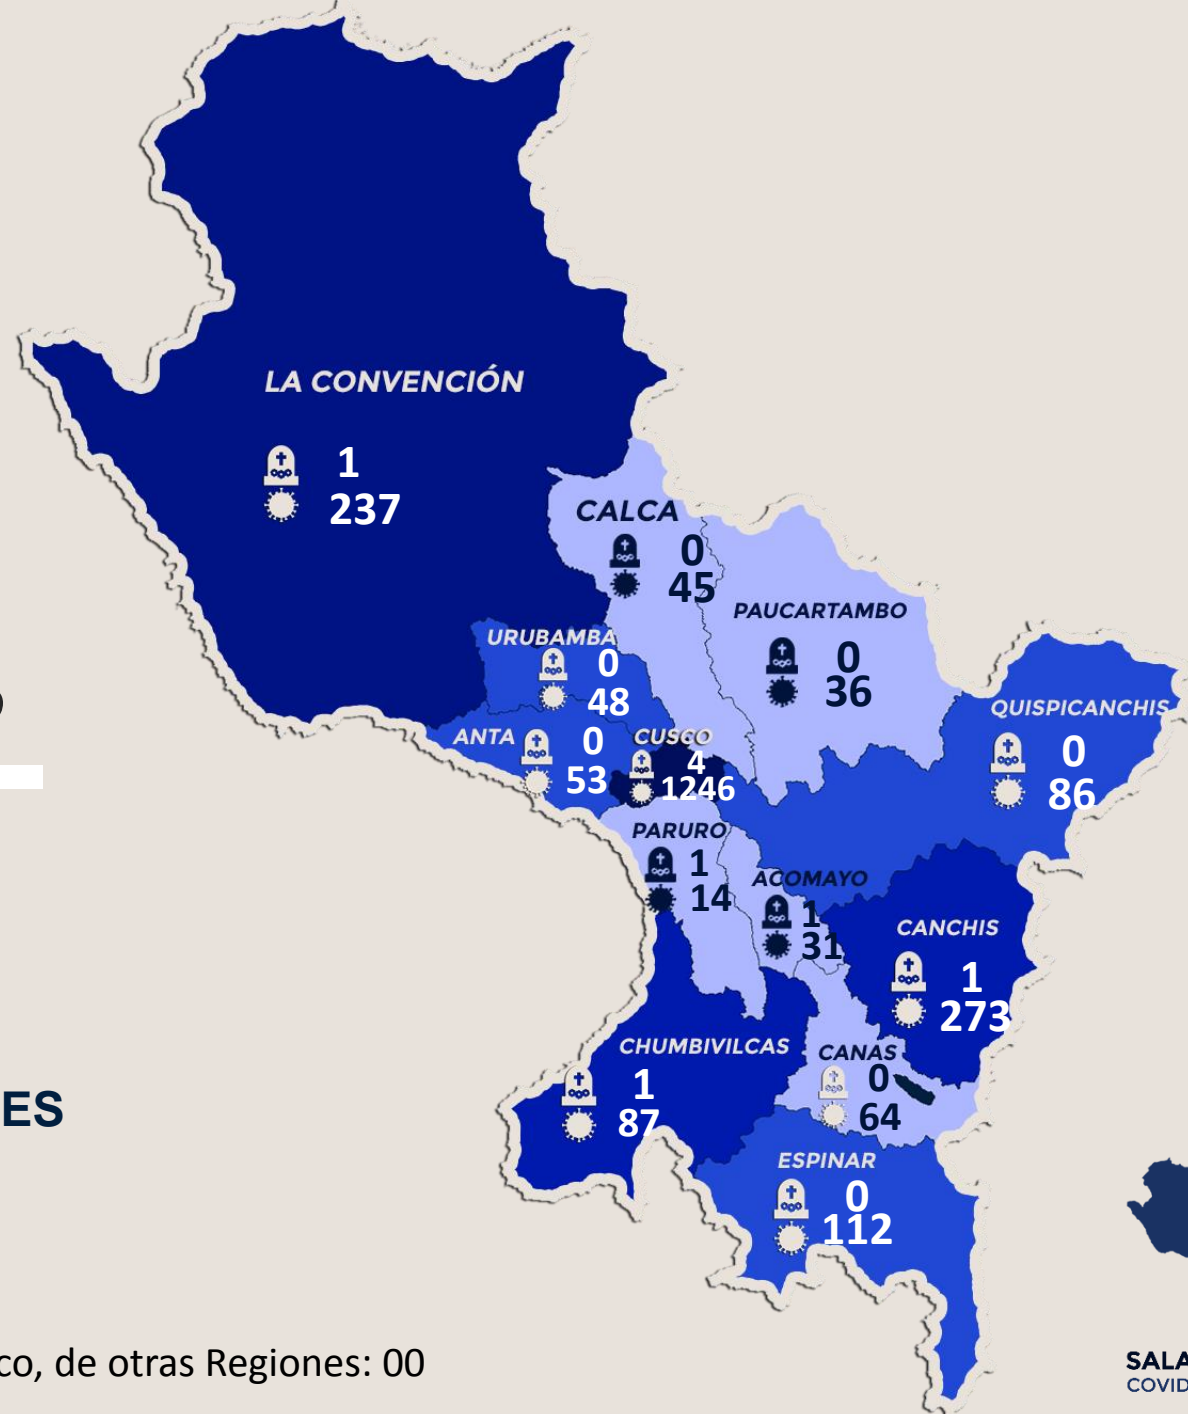 LA CONVENCIÓN
1
237
CALCA
0
45
PAUCARTAMBO
0
36
URUBAMBA
0
48
QUISPICANCHIS
0
86
ANTA
0
53
CUSCO
4
1246
PARURO
1
14
ACOMAYO
1
31
CANCHIS
1
273
CHUMBIVILCAS
1
87
CANAS
0
64
ES
ESPINAR
0
112
co, de otras Regiones: 00
SALA
COVID